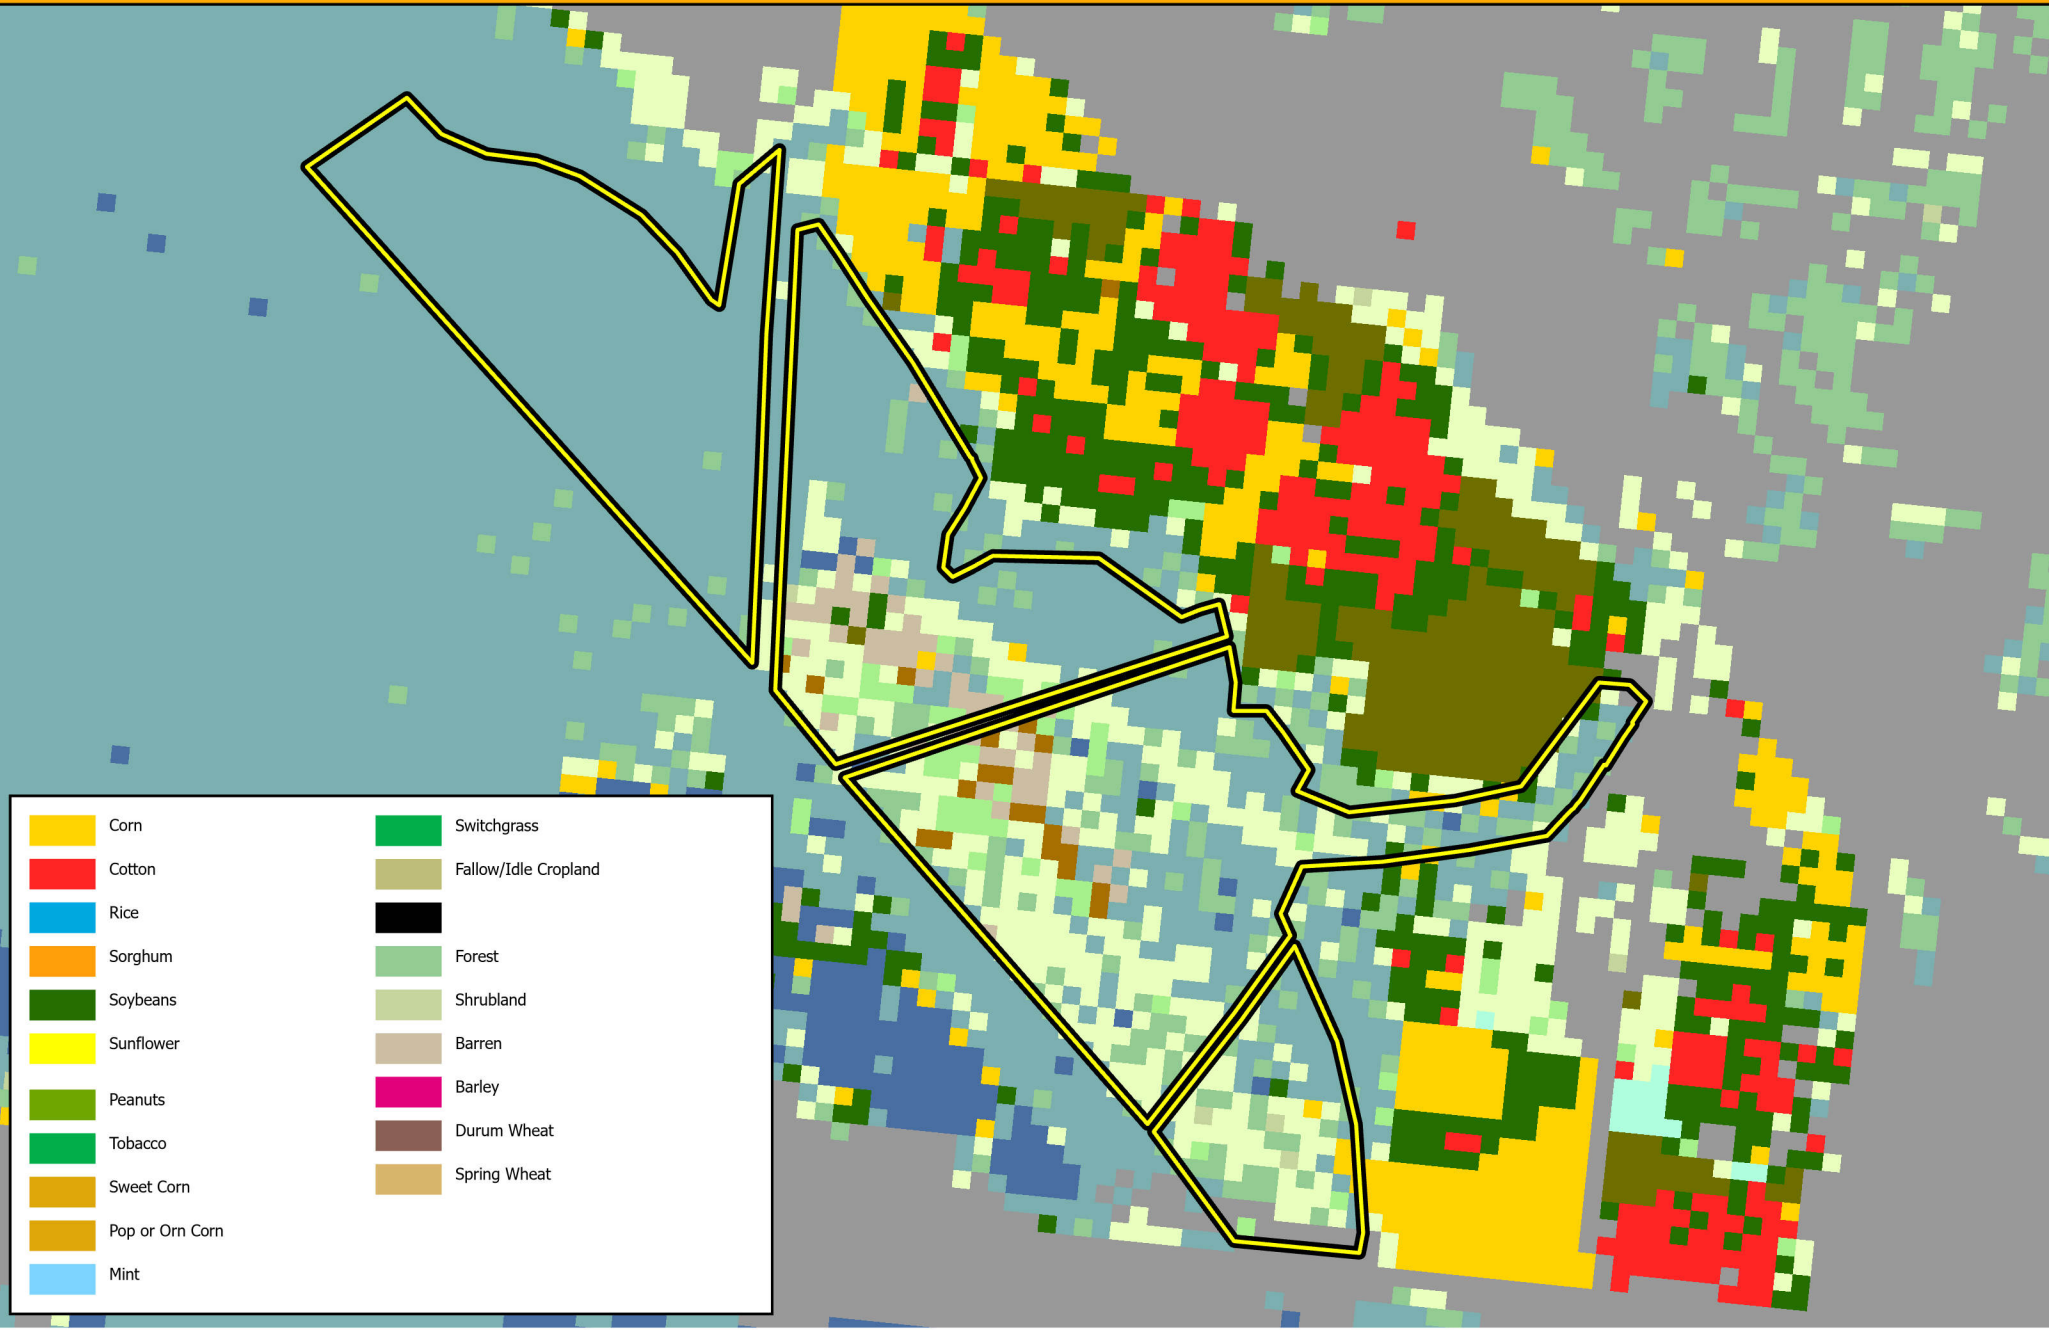 Corn
Cotton
Rice
Sorghum
Soybeans
Sunflower
Peanuts
Tobacco
Sweet Corn
Pop or Orn Corn
Mint
Switchgrass
Fallow/Idle Cropland
Forest
Shrubland
Barren
Barley
Durum Wheat
Spring Wheat